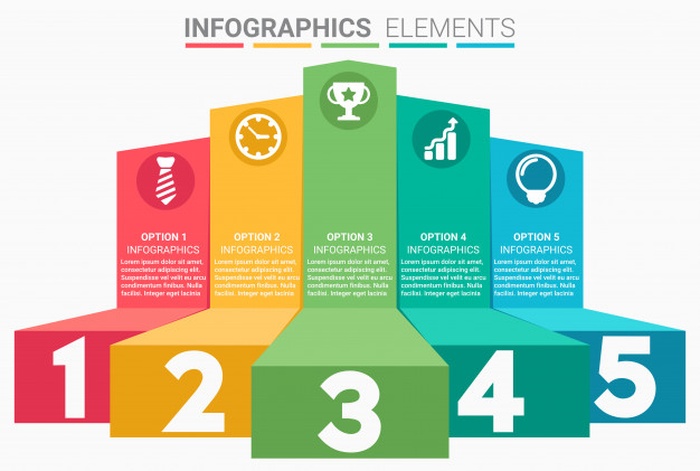 INFOGRAPHICS ELEMENTS
OPTION 1
INFOGRAPHICS
Lorem ipsum dolor sit amet,
consectetur adipiscing elit.
Suspendisse vel velit eu arcu
condimentum finibus. Nulla
facilisi. Integer eget lacinia
OPTION 2
INFOGRAPHICS
Lorem ipsum dolor sit amet,
consectetur adipiscing elit.
Suspendisse vel velit eu arcu
condimentum finibus. Nulla
facilisi. Integer eget lacinia
OPTION 3
INFOGRAPHICS
Lorem ipsum dolor sit amet,
consectetur adipiscing elit.
Suspendisse vel velit eu arcu
condimentum finibus. Nulla
facilisi. Integer eget lacinia
OPTION 4
INFOGRAPHICS
Lorem ipsum dolor sit amet,
consectetur adipiscing elit.
Suspendisse vel velit eu arcu
condimentum finibus. Nulla
facilisi. Integer eget lacinia
OPTION 5
INFOGRAPHICS
Lorem ipsum dolor sit amet,
consectetur adipiscing elit.
Suspendisse vel velit eu arcu
condimentum finibus. Nulla
facilisi. Integer eget lacinia
1
2
3
4
5